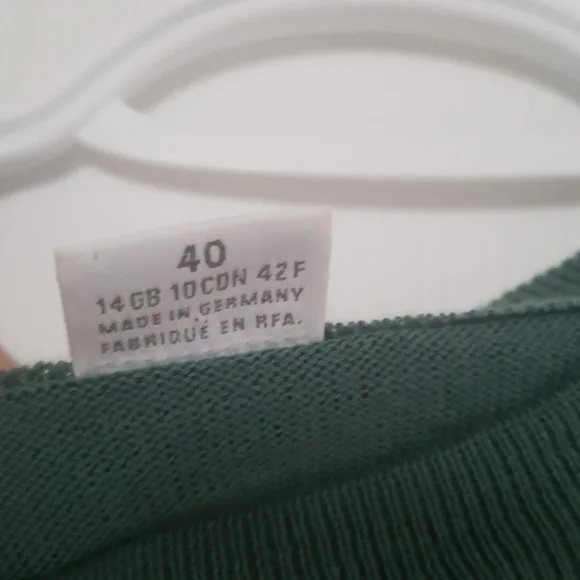 40
14 GB 10 CDN 42 F
MADE IN GERMANY
FABRIQUÉ EN RFA.